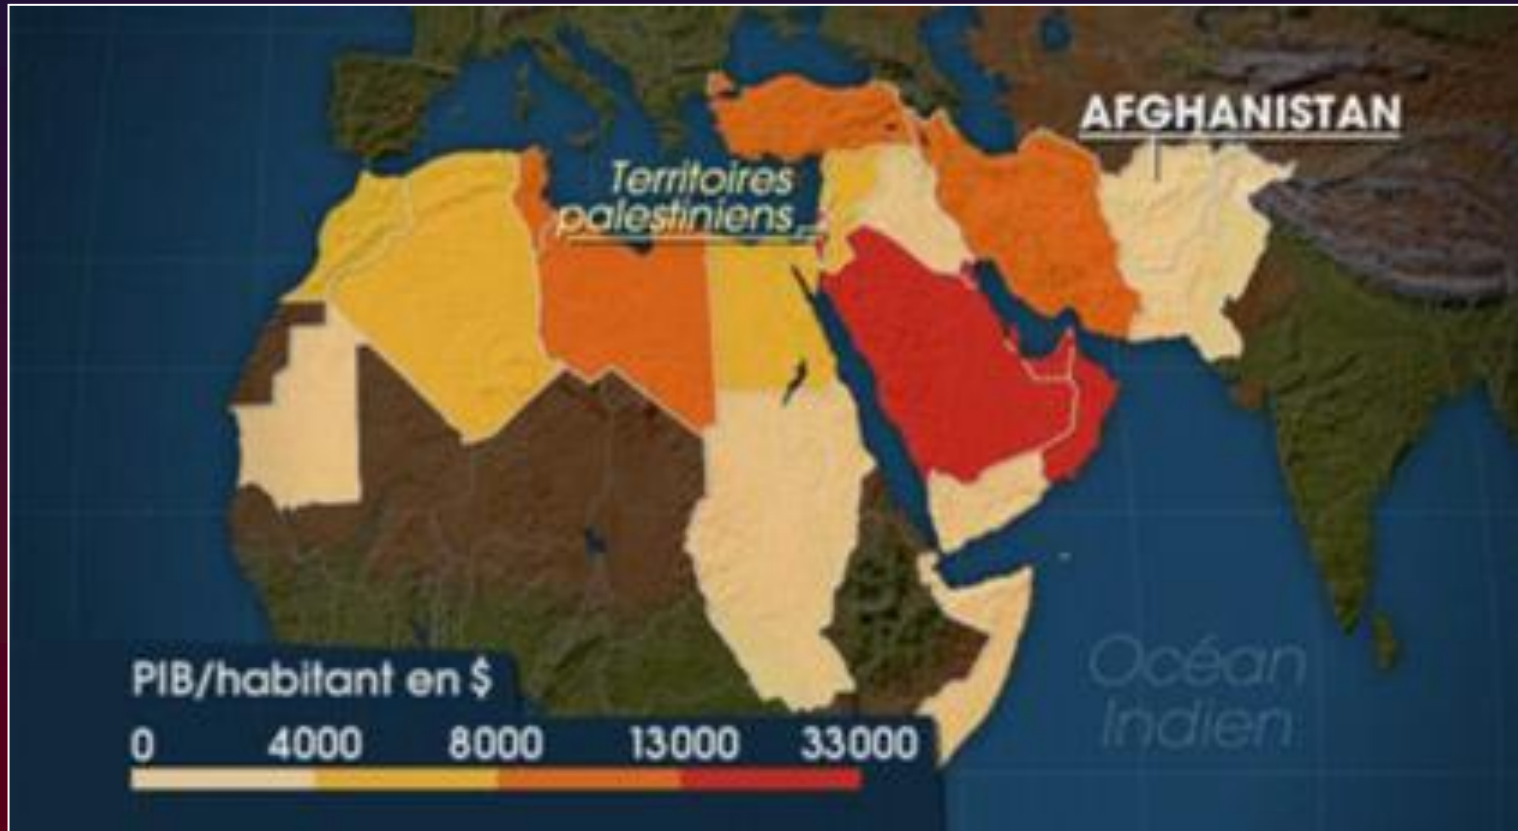 AFGHANISTAN
Territoires
palestiniens
Océan
Indien
PIB/habitant en $
0 4000 8000 13000 33000